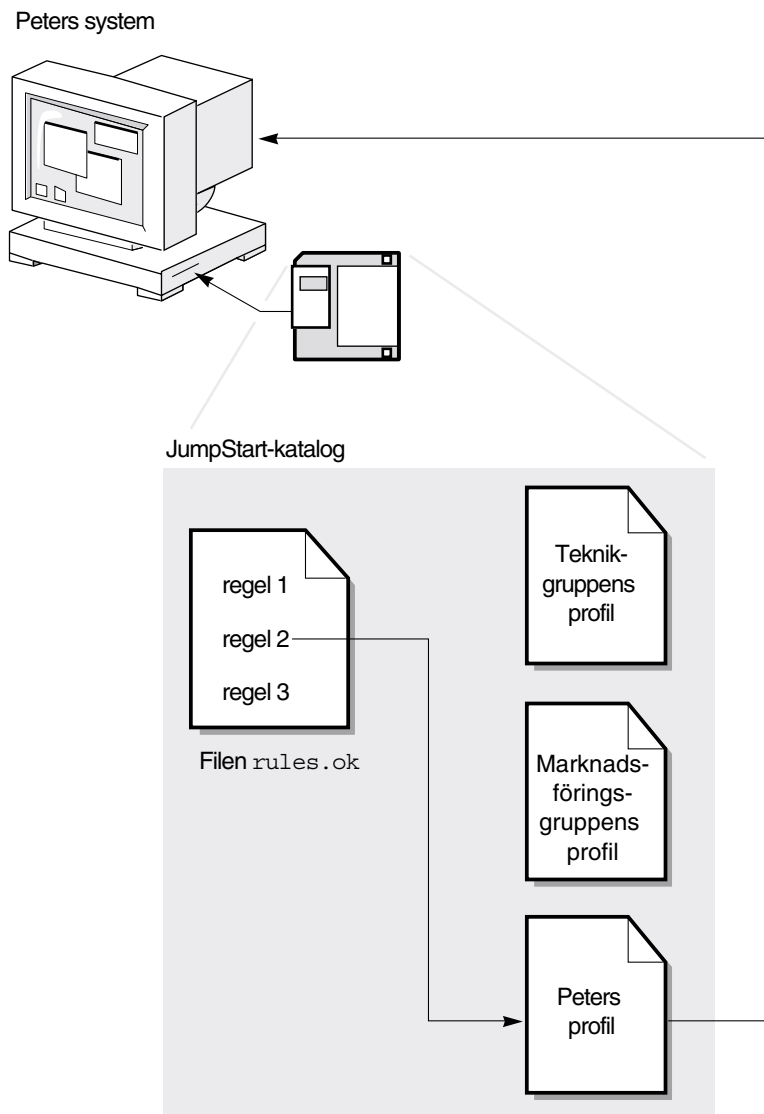 Peters system
JumpStart-katalog
regel 1
regel 2
regel 3
Filen rules.ok
Teknik-
gruppens
profil
Marknads-
förings-
gruppens
profil
Peters
profil